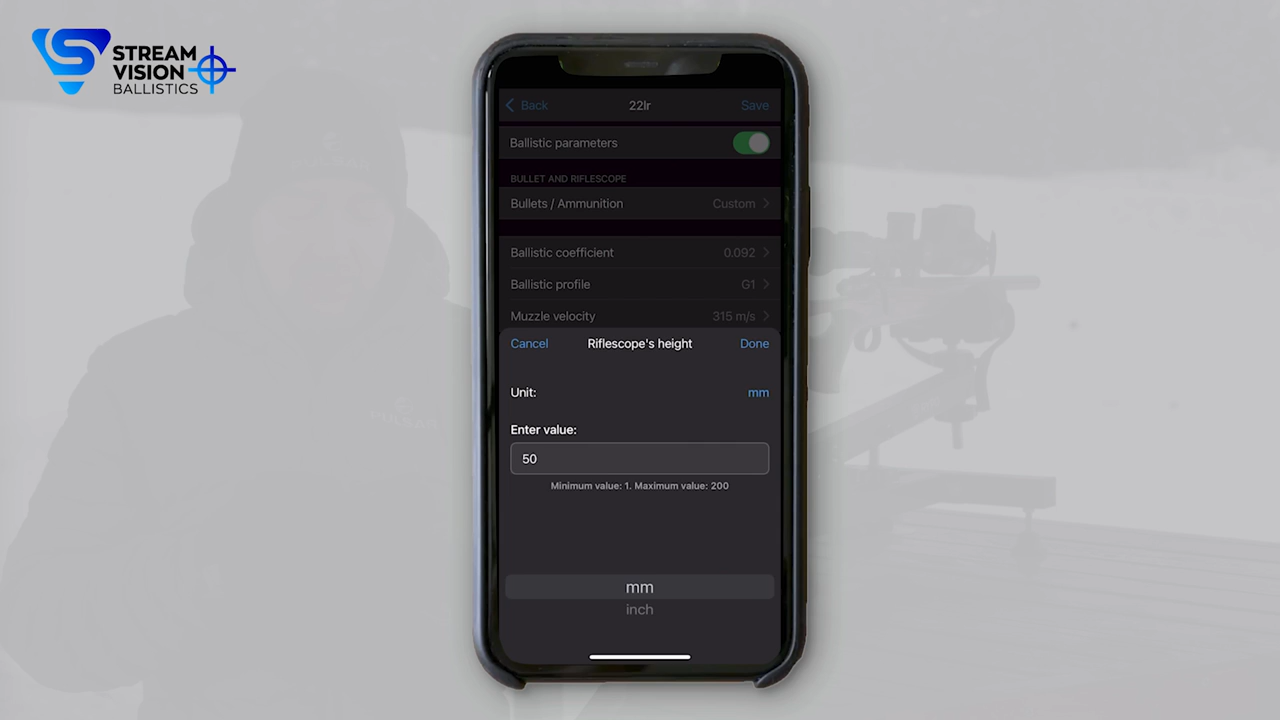 STREAM
VISION
BALLISTICS
Back 22lr Save
Ballistic parameters
BULLET AND RIFLESCOPE
Bullets / Ammunition Custom
Ballistic coefficient 0.092
Ballistic profile G1
Muzzle velocity 315 m/s
Cancel Riflescope's height Done
Unit: mm
Enter value:
50
Minimum value: 1. Maximum value: 200
mm
inch